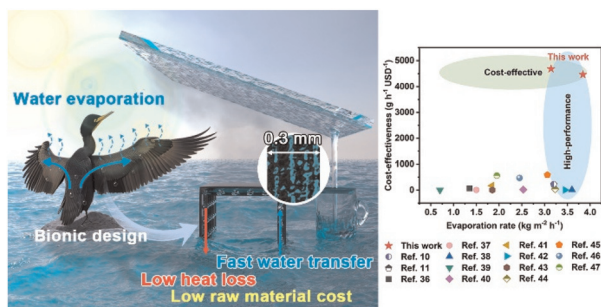 Water evaporation
0.3 mm
Bionic design
Fast water transfer
Low heat loss
Low raw material cost
Cost-effectiveness (g h⁻¹ USD⁻¹)
5000
4000
3000
2000
1000
0
This work
Cost-effective
High-performance
0.5 1.0 1.5 2.0 2.5 3.0 3.5 4.0
Evaporation rate (kg m⁻² h⁻¹)
This work Ref. 37 Ref. 41 Ref. 45
Ref. 10 Ref. 38 Ref. 42 Ref. 46
Ref. 11 Ref. 39 Ref. 43 Ref. 47
Ref. 36 Ref. 40 Ref. 44